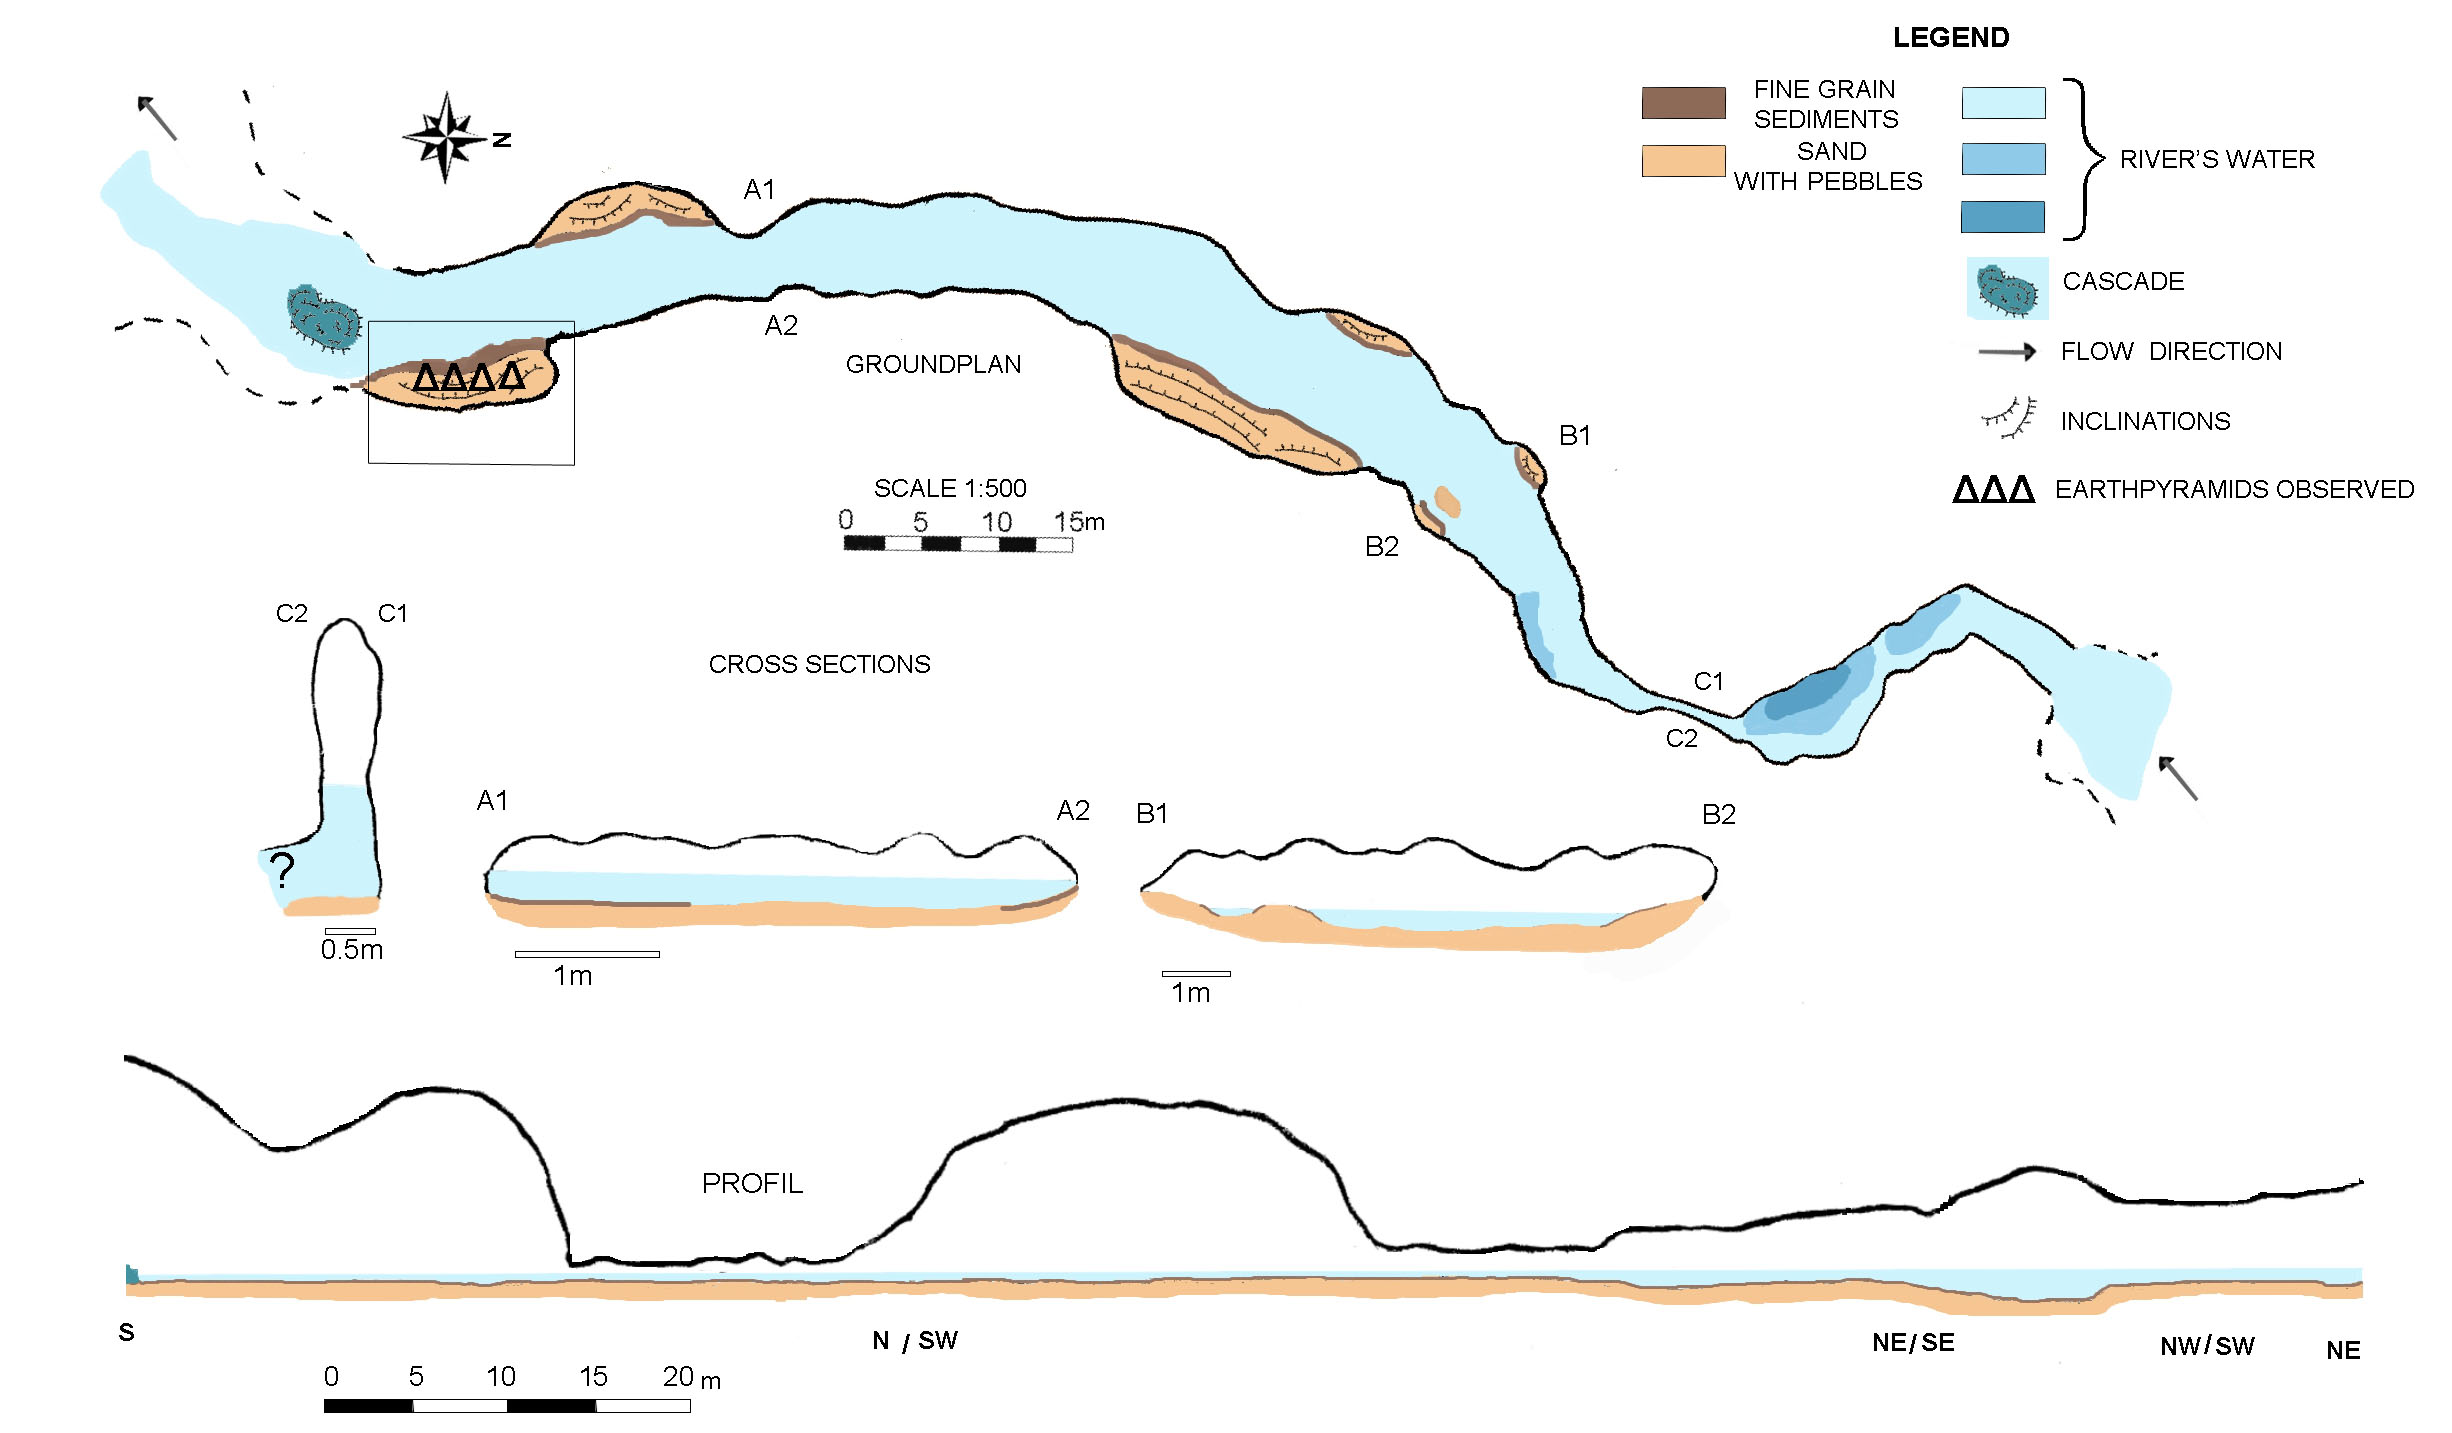 LEGEND
FINE GRAIN
SEDIMENTS
SAND
WITH PEBBLES
RIVER'S WATER
CASCADE
FLOW DIRECTION
INCLINATIONS
ΔΔΔ EARTHPYRAMIDS OBSERVED
N
A1
A2
ΔΔΔΔ
GROUNDPLAN
B1
B2
SCALE 1:500
0 5 10 15m
C1
C2
C2 C1
CROSS SECTIONS
?
0.5m
A1 A2
1m
B1 B2
1m
PROFIL
S N / SW NE/SE NW/SW NE
0 5 10 15 20 m